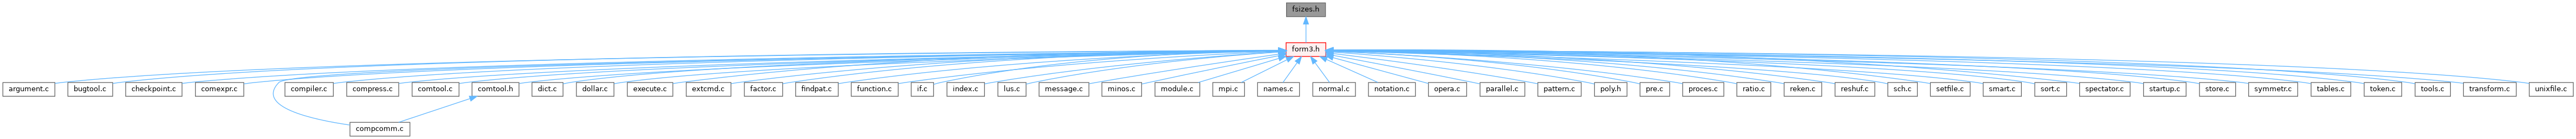 fsizes.h
form3.h
argument.c
bugtool.c
checkpoint.c
comexpr.c
compiler.c
compress.c
comtool.c
comtool.h
dict.c
dollar.c
execute.c
extcmd.c
factor.c
findpat.c
function.c
if.c
index.c
lus.c
message.c
minos.c
module.c
mpi.c
names.c
normal.c
notation.c
opera.c
parallel.c
pattern.c
poly.h
pre.c
proces.c
ratio.c
reken.c
reshuf.c
sch.c
setfile.c
smart.c
sort.c
spectator.c
startup.c
store.c
symmetr.c
tables.c
token.c
tools.c
transform.c
unixfile.c
compcomm.c